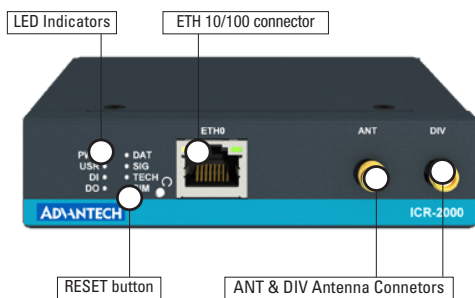 LED Indicators
ETH 10/100 connector
ETH0
ANT
DIV
DAT
USR
SIG
DI
TECH
DO
ADVANTECH
ICR-2000
RESET button
ANT & DIV Antenna Connetors